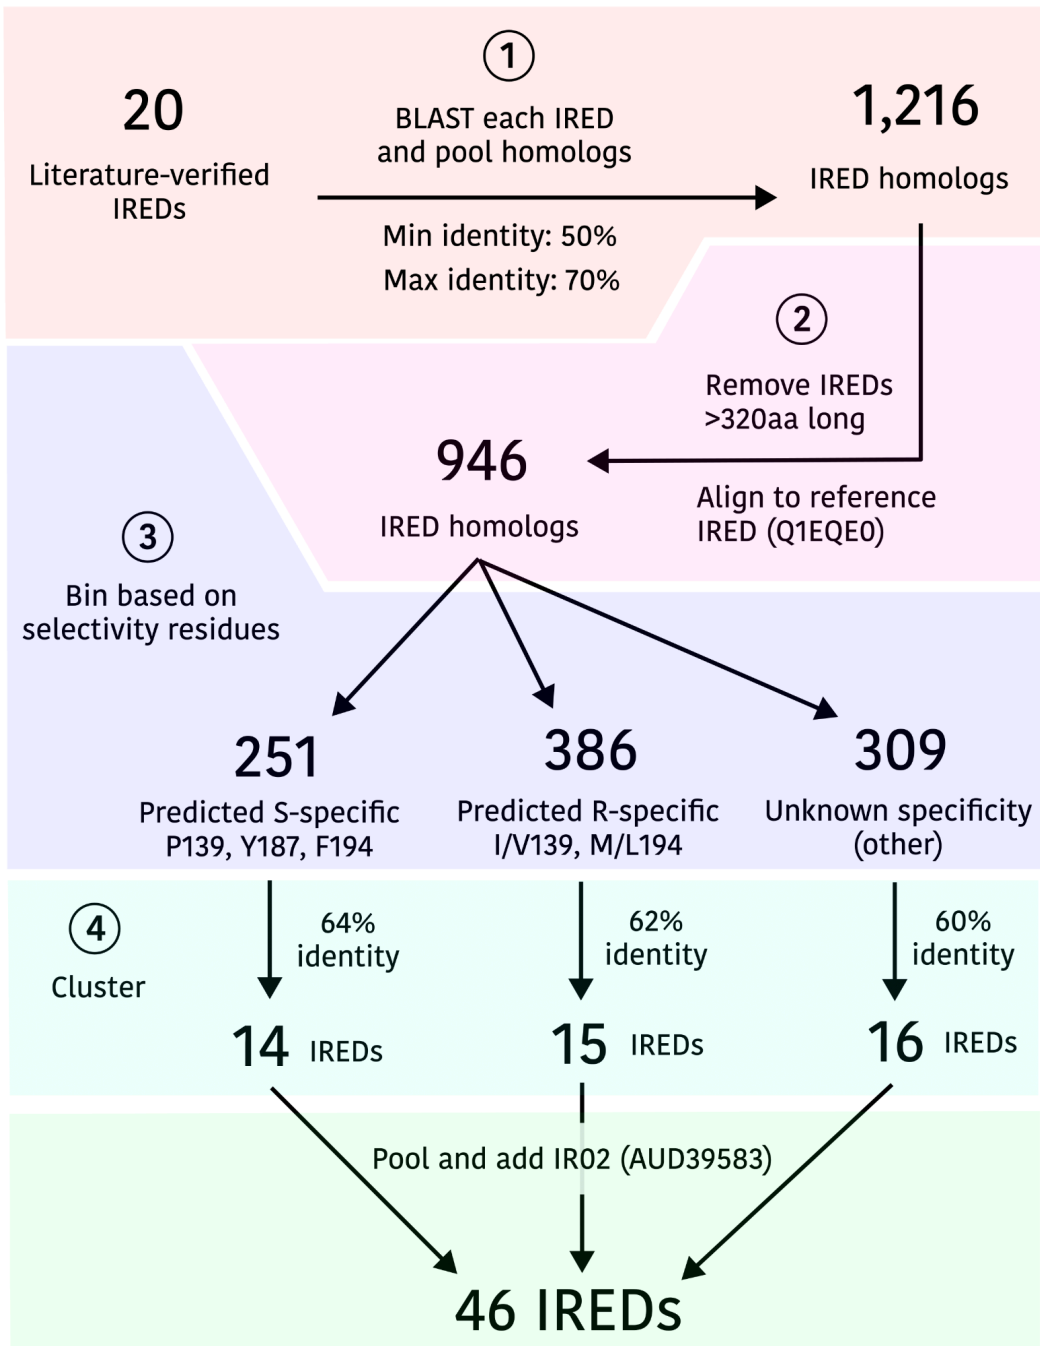 1
20
Literature-verified
IREDs
BLAST each IRED
and pool homologs
Min identity: 50%
Max identity: 70%
1,216
IRED homologs
2
Remove IREDs
>320aa long
Align to reference
IRED (Q1EQE0)
946
IRED homologs
3
Bin based on
selectivity residues
251
Predicted S-specific
P139, Y187, F194
386
Predicted R-specific
I/V139, M/L194
309
Unknown specificity
(other)
4
Cluster
64%
identity
62%
identity
60%
identity
14 IREDs
15 IREDs
16 IREDs
Pool and add IR02 (AUD39583)
46 IREDs